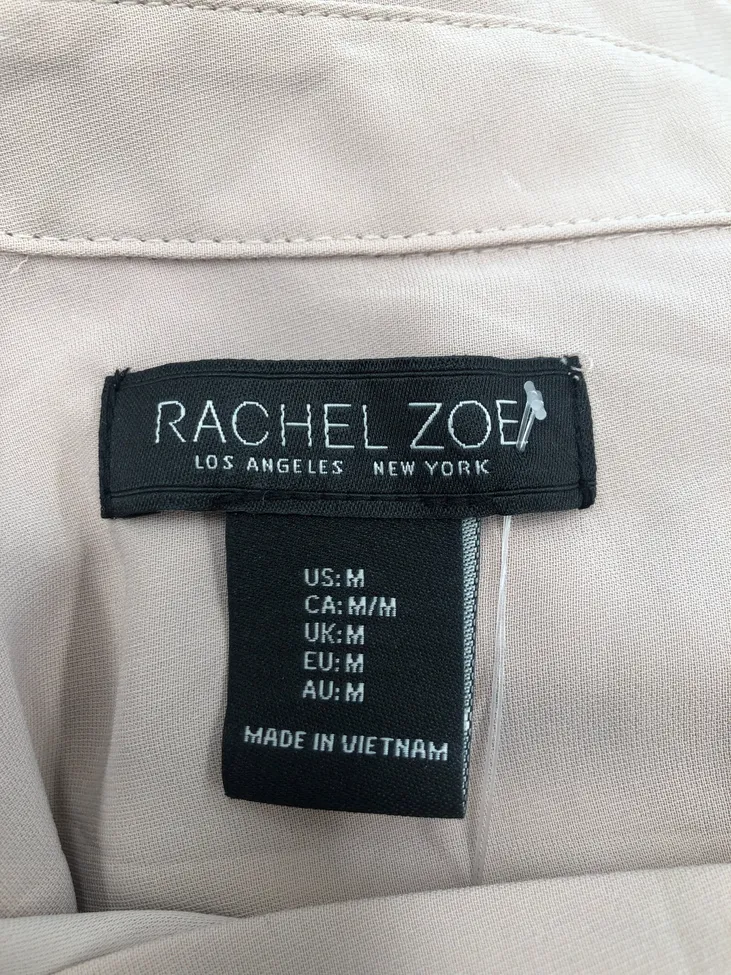 RACHEL ZOE
LOS ANGELES NEW YORK
US: M
CA: M/M
UK: M
EU: M
AU: M
MADE IN VIETNAM